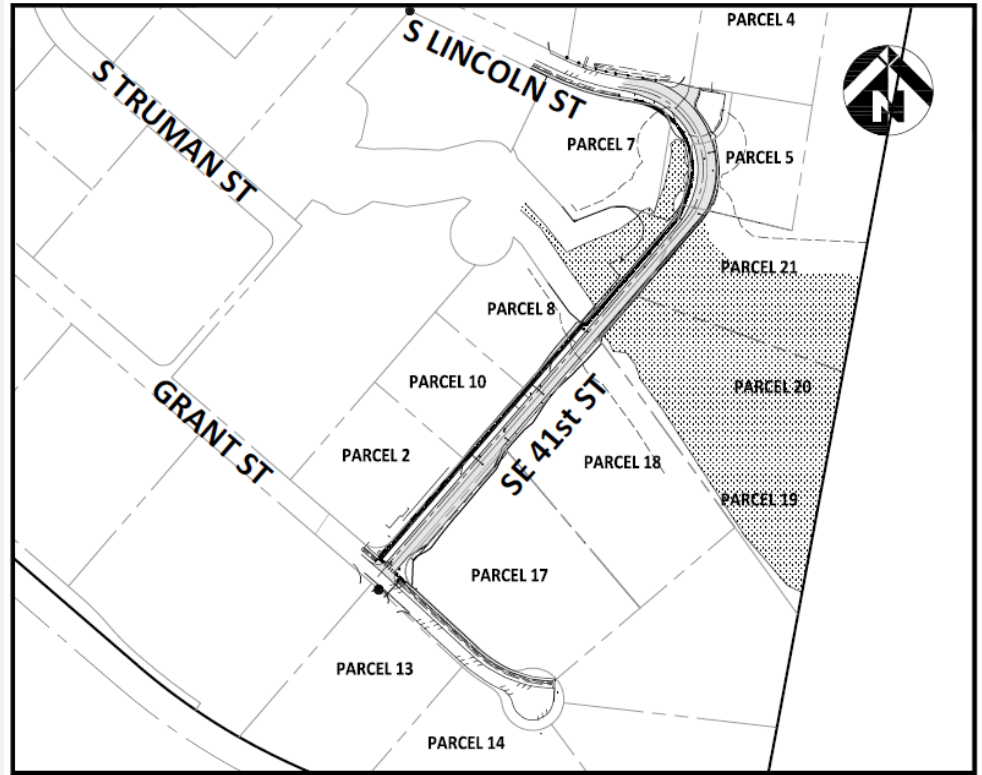 PARCEL 4
S LINCOLN ST
N
S TRUMAN ST
PARCEL 7
PARCEL 5
PARCEL 21
PARCEL 8
PARCEL 10
PARCEL 20
GRANT ST
SE 41st ST
PARCEL 2
PARCEL 18
PARCEL 19
PARCEL 17
PARCEL 13
PARCEL 14